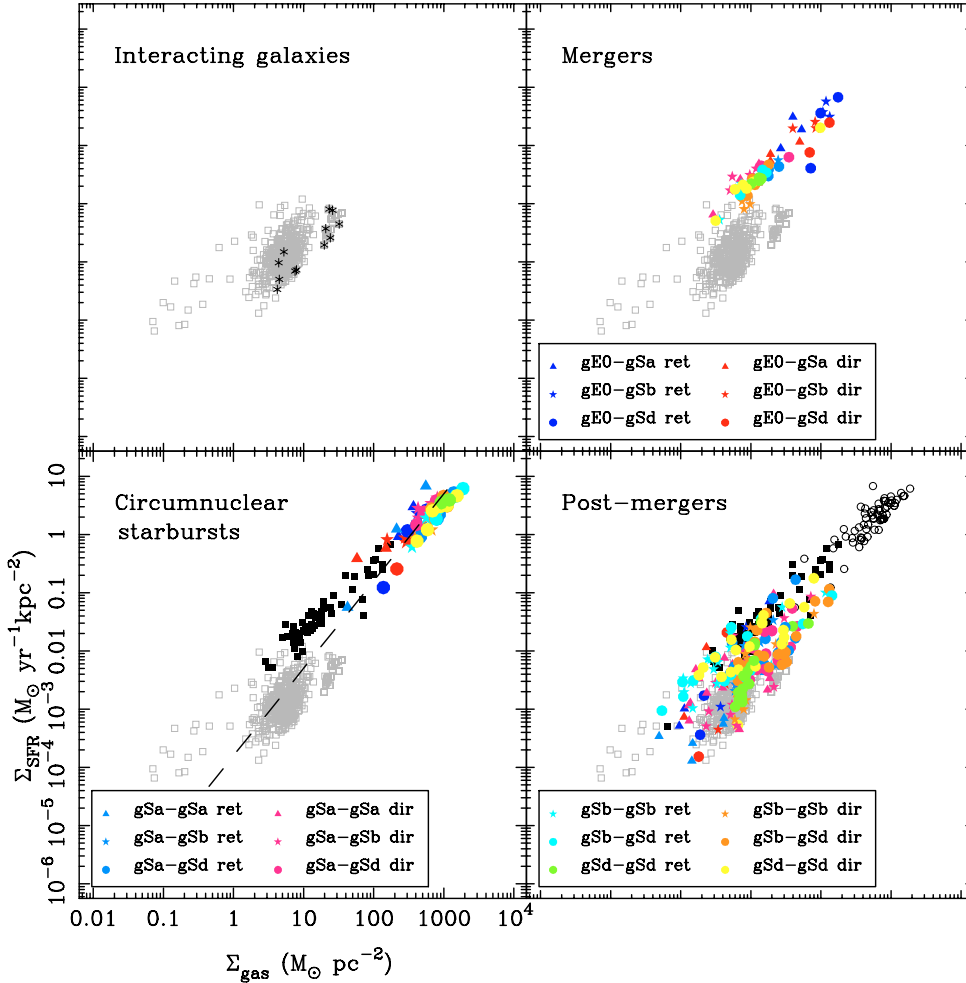 Interacting galaxies
Mergers
gE0-gSa ret
gE0-gSa dir
gE0-gSb ret
gE0-gSb dir
gE0-gSd ret
gE0-gSd dir
Circumnuclear
starbursts
Post-mergers
gSa-gSa ret
gSa-gSa dir
gSa-gSb ret
gSa-gSb dir
gSa-gSd ret
gSa-gSd dir
gSb-gSb ret
gSb-gSb dir
gSb-gSd ret
gSb-gSd dir
gSd-gSd ret
gSd-gSd dir
Σ_SFR (M_⊙ yr^−1 kpc^−2)
10
1
0.1
0.01
10^−3
10^−4
10^−5
10^−6
0.01 0.1 1 10 100 1000 10^4
Σ_gas (M_⊙ pc^−2)